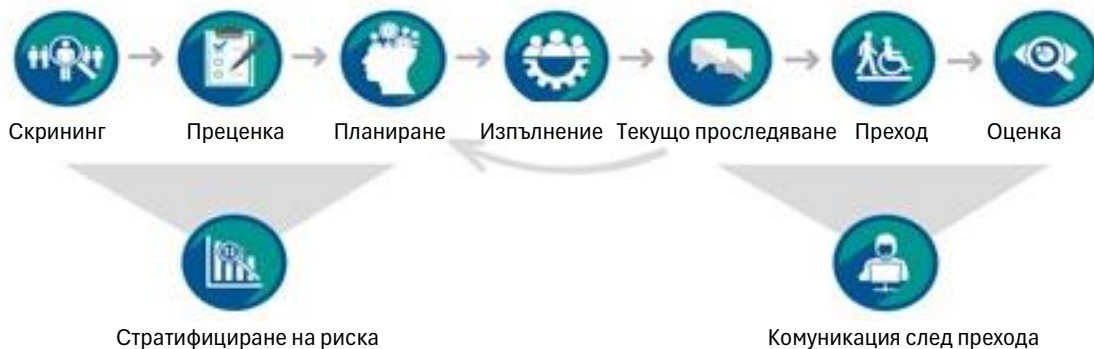 Скрининг
Преценка
Планиране
Изпълнение
Текущо проследяване
Преход
Оценка
Стратифициране на риска
Комуникация след прехода